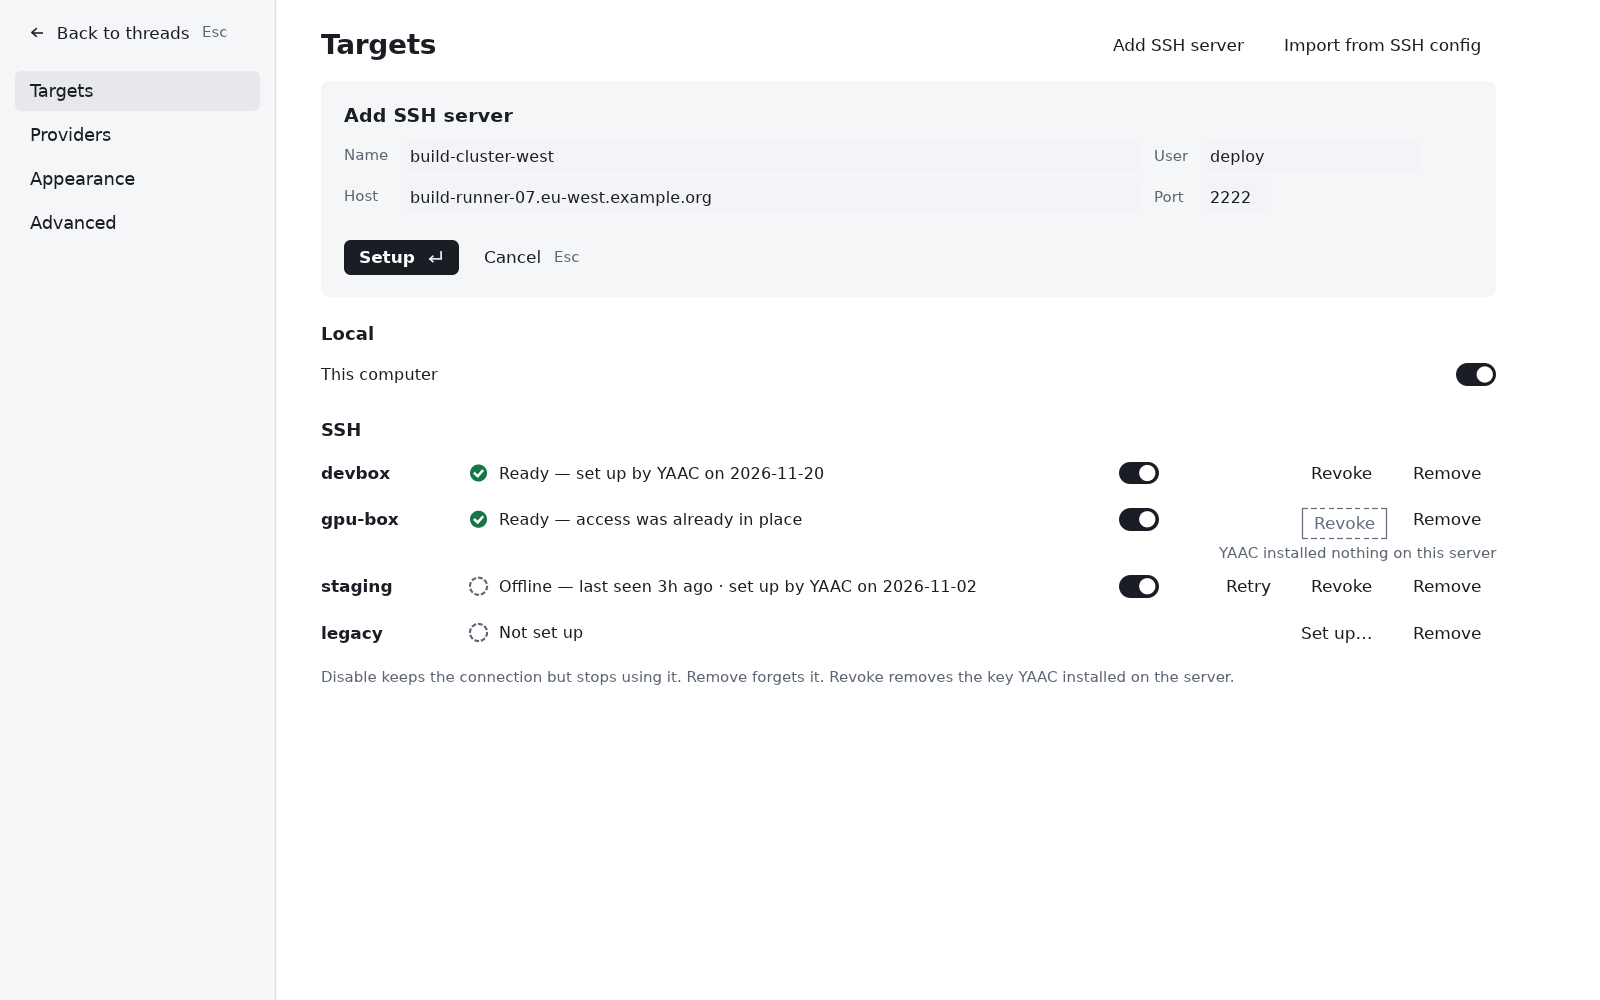 Back to threads Esc
Targets
Providers
Appearance
Advanced
Targets
Add SSH server Import from SSH config
Add SSH server
Name build-cluster-west User deploy
Host build-runner-07.eu-west.example.org Port 2222
Setup Cancel Esc
Local
This computer
SSH
devbox Ready — set up by YAAC on 2026-11-20 Revoke Remove
gpu-box Ready — access was already in place Revoke Remove
YAAC installed nothing on this server
staging Offline — last seen 3h ago · set up by YAAC on 2026-11-02 Retry Revoke Remove
legacy Not set up Set up… Remove
Disable keeps the connection but stops using it. Remove forgets it. Revoke removes the key YAAC installed on the server.